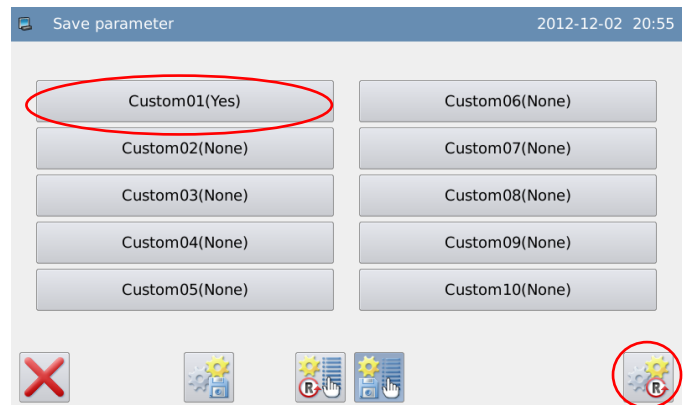 Save parameter 2012-12-02 20:55
Custom01(Yes) Custom06(None)
Custom02(None) Custom07(None)
Custom03(None) Custom08(None)
Custom04(None) Custom09(None)
Custom05(None) Custom10(None)
R R